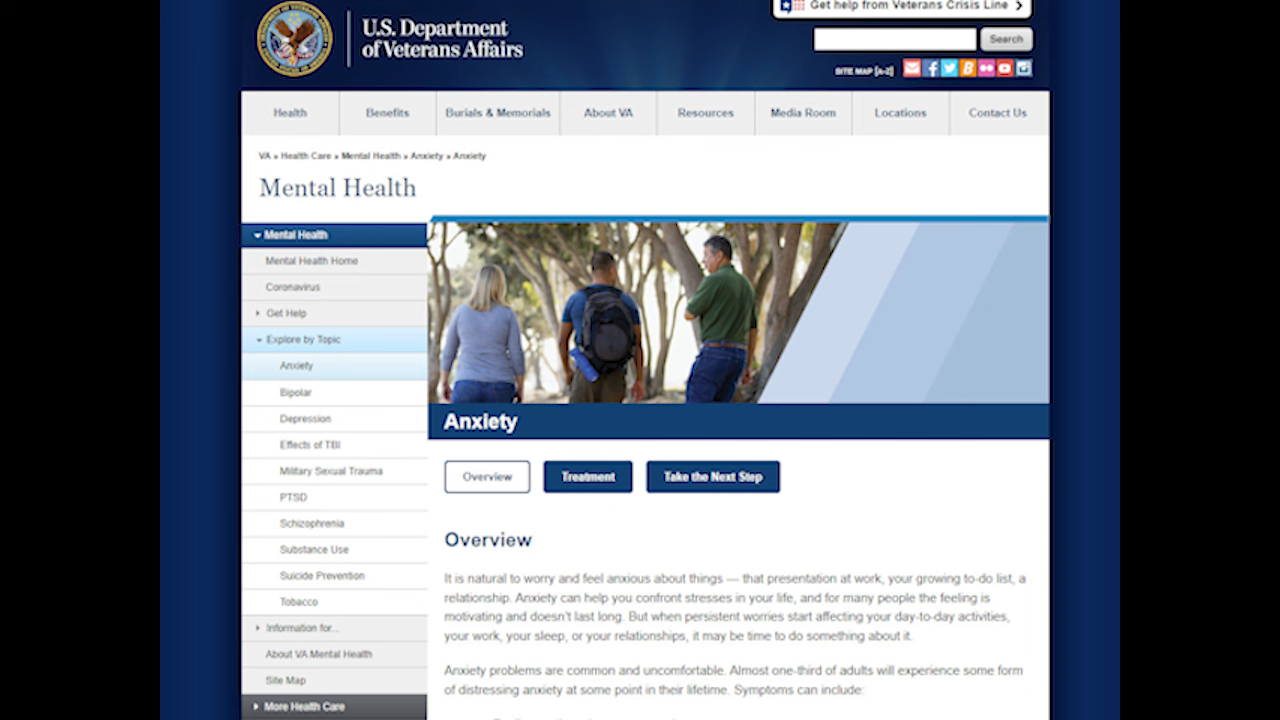 Get help from Veterans Crisis Line
U.S. Department
of Veterans Affairs
Search
SITE MAP [A-Z]
Health
Benefits
Burials & Memorials
About VA
Resources
Media Room
Locations
Contact Us
VA » Health Care » Mental Health » Anxiety » Anxiety
Mental Health
Mental Health
Mental Health Home
Coronavirus
Get Help
Explore by Topic
Anxiety
Bipolar
Depression
Effects of TBI
Military Sexual Trauma
PTSD
Schizophrenia
Substance Use
Suicide Prevention
Tobacco
Information for...
About VA Mental Health
Site Map
More Health Care
Anxiety
Overview
Treatment
Take the Next Step
Overview
It is natural to worry and feel anxious about things — that presentation at work, your growing to-do list, a
relationship. Anxiety can help you confront stresses in your life, and for many people the feeling is
motivating and doesn't last long. But when persistent worries start affecting your day-to-day activities,
your work, your sleep, or your relationships, it may be time to do something about it.
Anxiety problems are common and uncomfortable. Almost one-third of adults will experience some form
of distressing anxiety at some point in their lifetime. Symptoms can include: